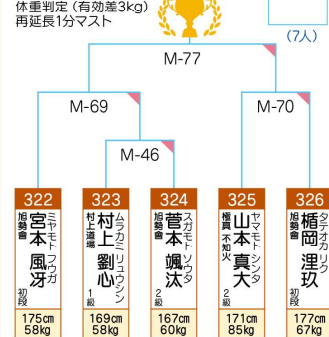 体重判定(有効差3kg)
再延長1分マスト
(7人)
M-77
M-69
M-70
M-46
322
旭勢會
宮本 風冴
ミヤモト フウガ
初段
175cm
58kg
323
村上道場
村上 劉心
ムラカミ リュウシン
1級
169cm
58kg
324
旭勢會
菅本 颯汰
スガモト ソウタ
2級
167cm
60kg
325
極真 不知火
山本 真大
ヤマモト シンタ
2級
171cm
85kg
326
旭勢會
楯岡 浬玖
タテオカ リク
初段
177cm
67kg